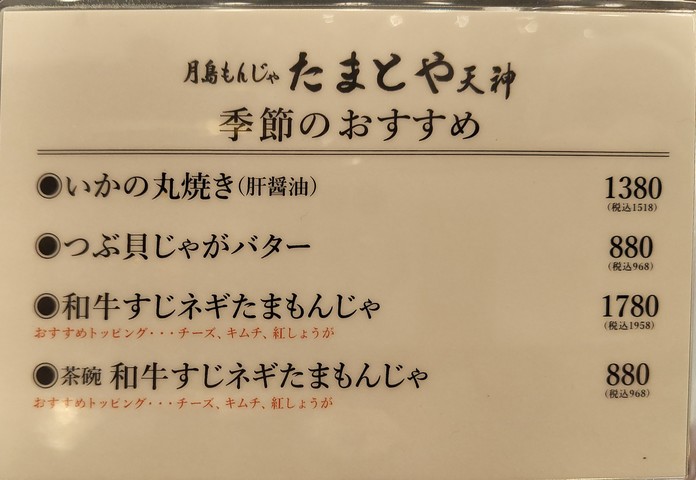 月島もんじゃ たまとや 天神
季節のおすすめ
◉いかの丸焼き(肝醤油) 1380
(税込1518)
◉つぶ貝じゃがバター 880
(税込968)
◉和牛すじネギたまもんじゃ 1780
おすすめトッピング・・・チーズ、キムチ、紅しょうが (税込1958)
◉茶碗 和牛すじネギたまもんじゃ 880
おすすめトッピング・・・チーズ、キムチ、紅しょうが (税込968)